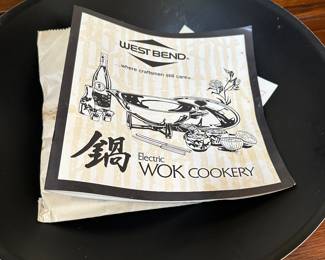 WEST BEND
...where craftsmen still care®
鍋
Electric
WOK COOKERY